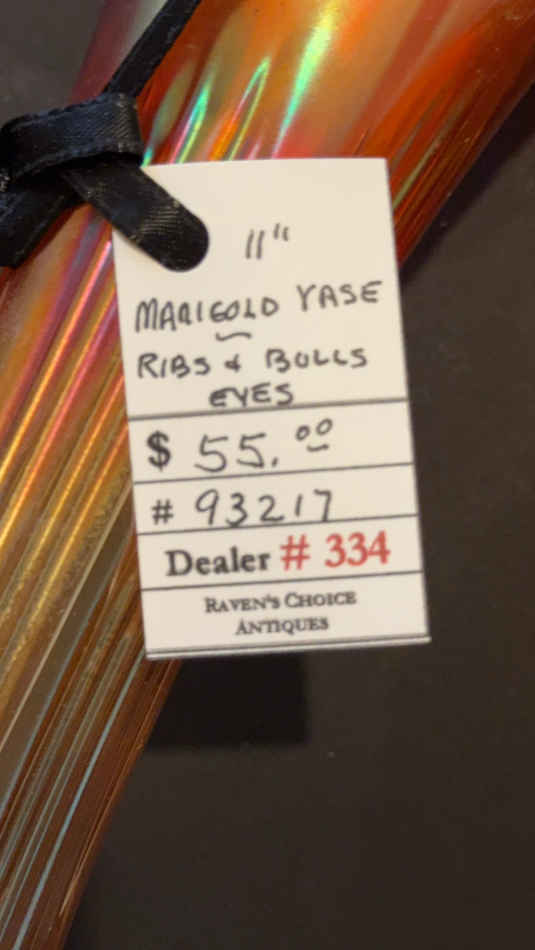 11"
MARIGOLD VASE
RIBS & BULLS
EYES
$ 55.00
# 93217
Dealer # 334
RAVEN'S CHOICE
ANTIQUES